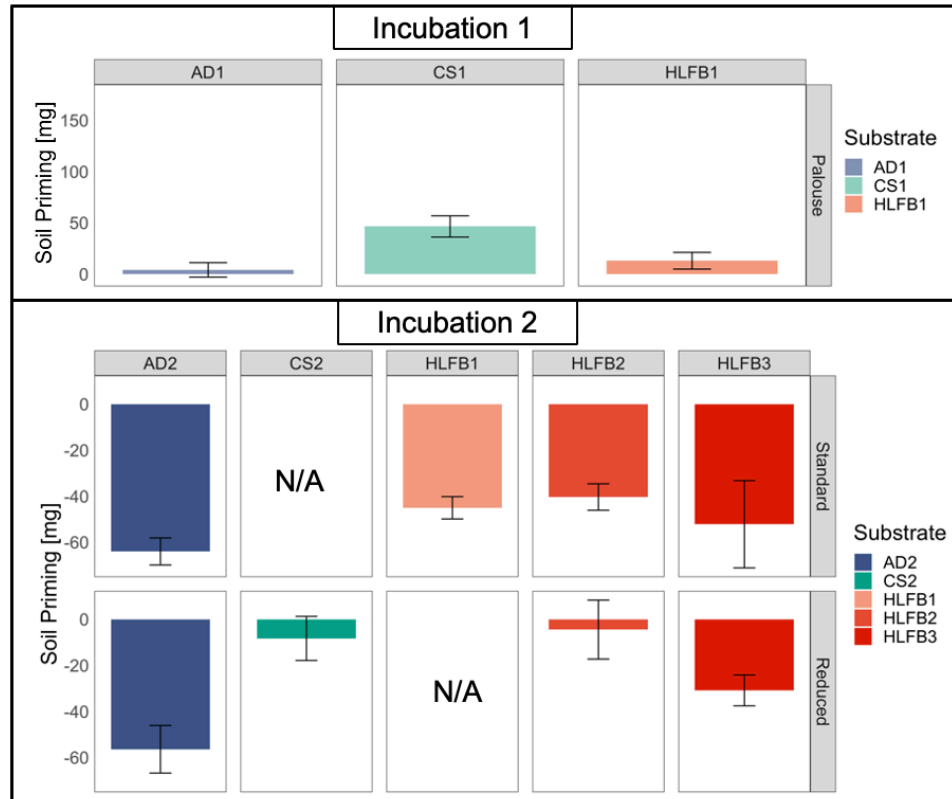 Incubation 1
AD1 CS1 HLFB1
Soil Priming [mg]
150
100
50
0
Palouse
Substrate
AD1
CS1
HLFB1
Incubation 2
AD2 CS2 HLFB1 HLFB2 HLFB3
Soil Priming [mg]
0
-20
-40
-60
N/A
Standard
0
-20
-40
-60
N/A
Reduced
Substrate
AD2
CS2
HLFB1
HLFB2
HLFB3